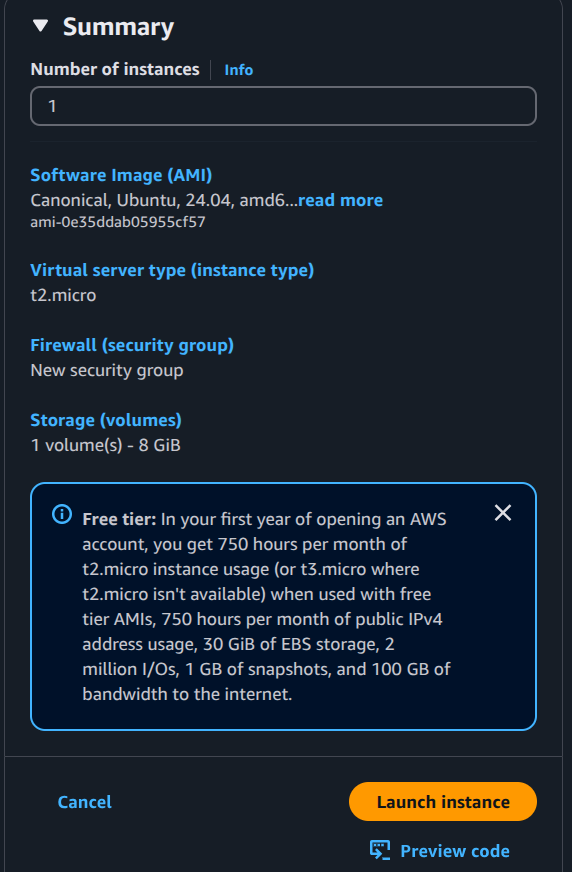 Summary
Number of instances Info
1
Software Image (AMI)
Canonical, Ubuntu, 24.04, amd6...read more
ami-0e35ddab05955cf57
Virtual server type (instance type)
t2.micro
Firewall (security group)
New security group
Storage (volumes)
1 volume(s) - 8 GiB
Free tier: In your first year of opening an AWS
account, you get 750 hours per month of
t2.micro instance usage (or t3.micro where
t2.micro isn't available) when used with free
tier AMIs, 750 hours per month of public IPv4
address usage, 30 GiB of EBS storage, 2
million I/Os, 1 GB of snapshots, and 100 GB of
bandwidth to the internet.
Cancel
Launch instance
Preview code